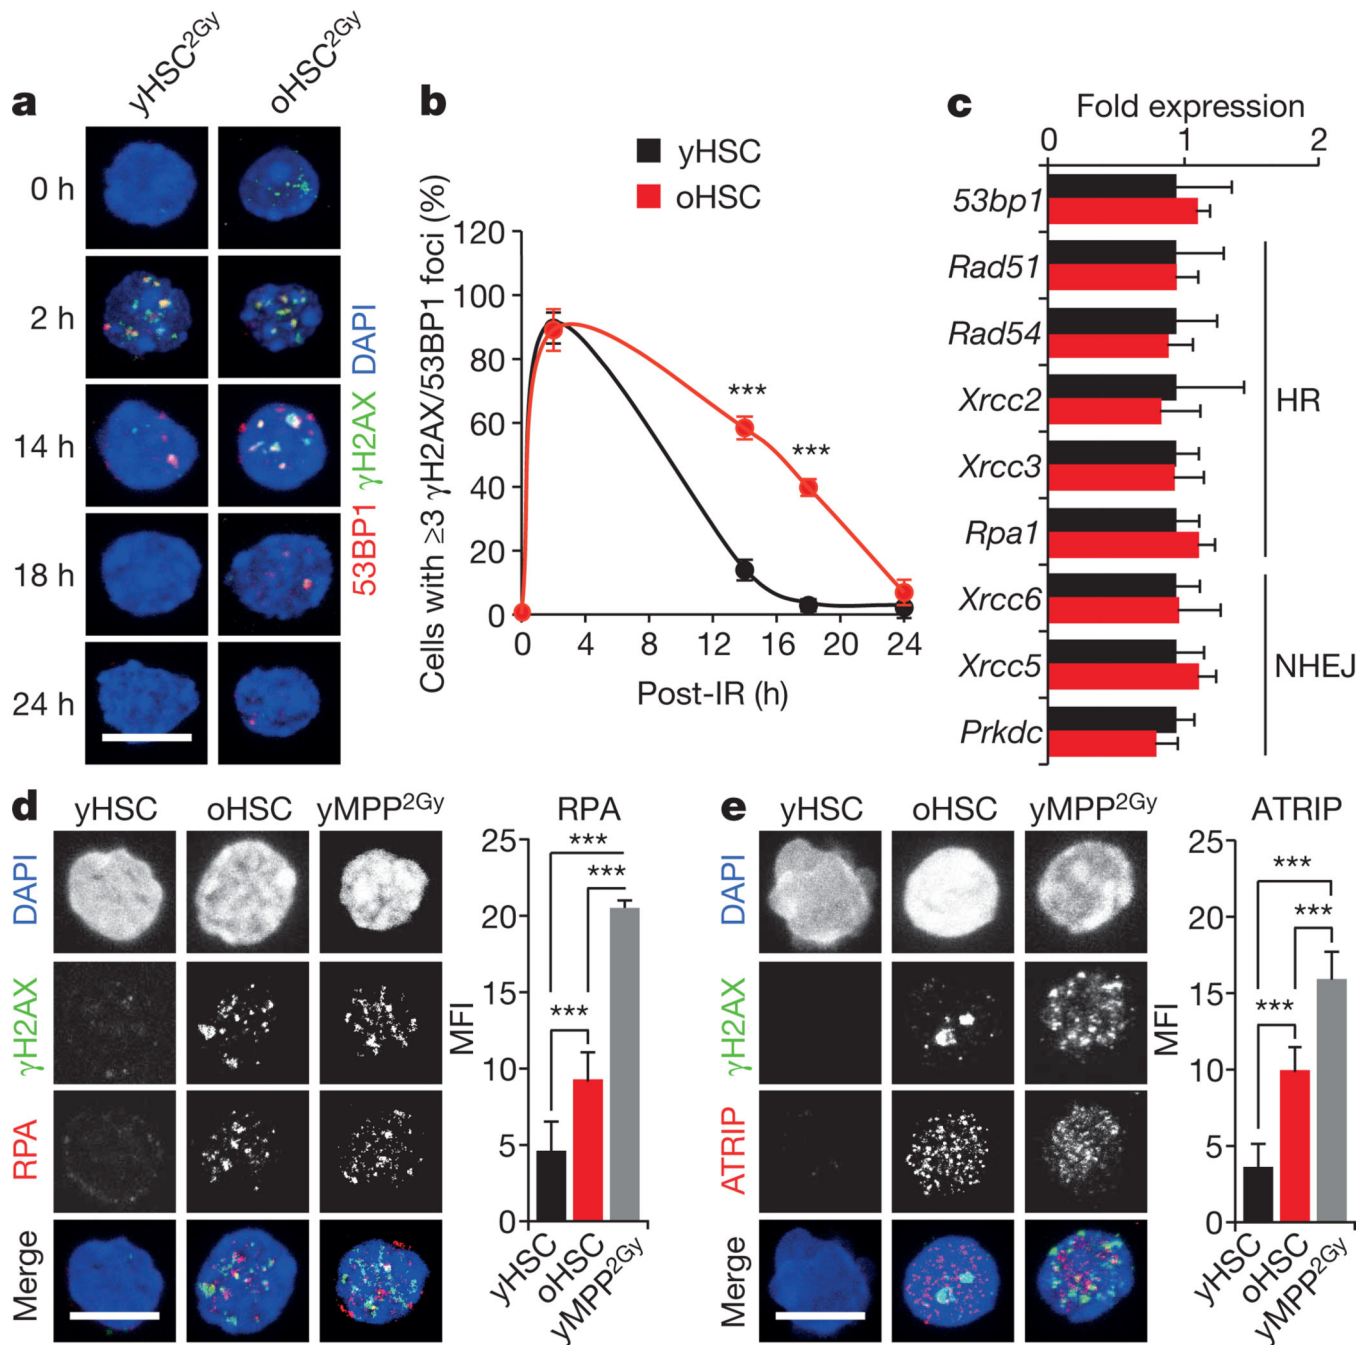 a
yHSC2Gy
oHSC2Gy
0 h
2 h
14 h
18 h
24 h
53BP1 γH2AX DAPI
b
yHSC
oHSC
Cells with ≥3 γH2AX/53BP1 foci (%)
120
100
80
60
40
20
0
***
***
0 4 8 12 16 20 24
Post-IR (h)
c
Fold expression
0 1 2
53bp1
Rad51
Rad54
Xrcc2
Xrcc3
Rpa1
Xrcc6
Xrcc5
Prkdc
HR
NHEJ
d
yHSC oHSC yMPP2Gy
DAPI
γH2AX
RPA
Merge
RPA
MFI
25
20
15
10
5
0
***
***
***
yHSC
oHSC
yMPP2Gy
e
yHSC oHSC yMPP2Gy
DAPI
γH2AX
ATRIP
Merge
ATRIP
MFI
25
20
15
10
5
0
***
***
***
yHSC
oHSC
yMPP2Gy